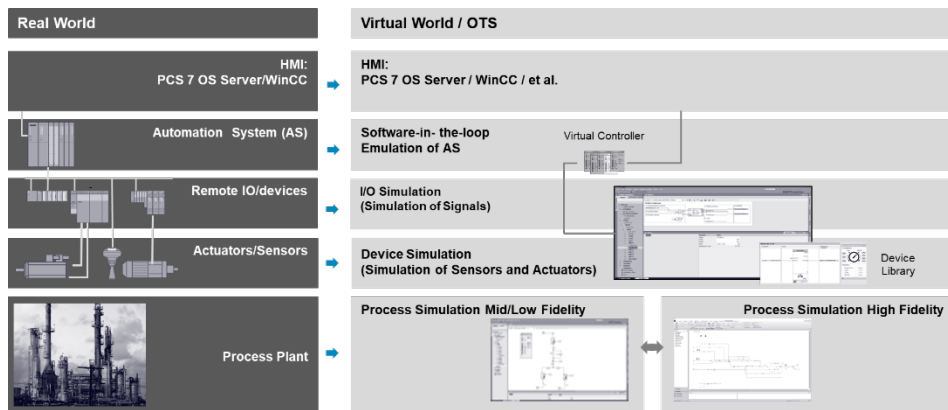 Real World
Virtual World / OTS
HMI:
PCS 7 OS Server/WinCC
HMI:
PCS 7 OS Server / WinCC / et al.
Automation System (AS)
Software-in- the-loop
Emulation of AS
Virtual Controller
Remote IO/devices
I/O Simulation
(Simulation of Signals)
Actuators/Sensors
Device Simulation
(Simulation of Sensors and Actuators)
Device
Library
Process Plant
Process Simulation Mid/Low Fidelity
Process Simulation High Fidelity